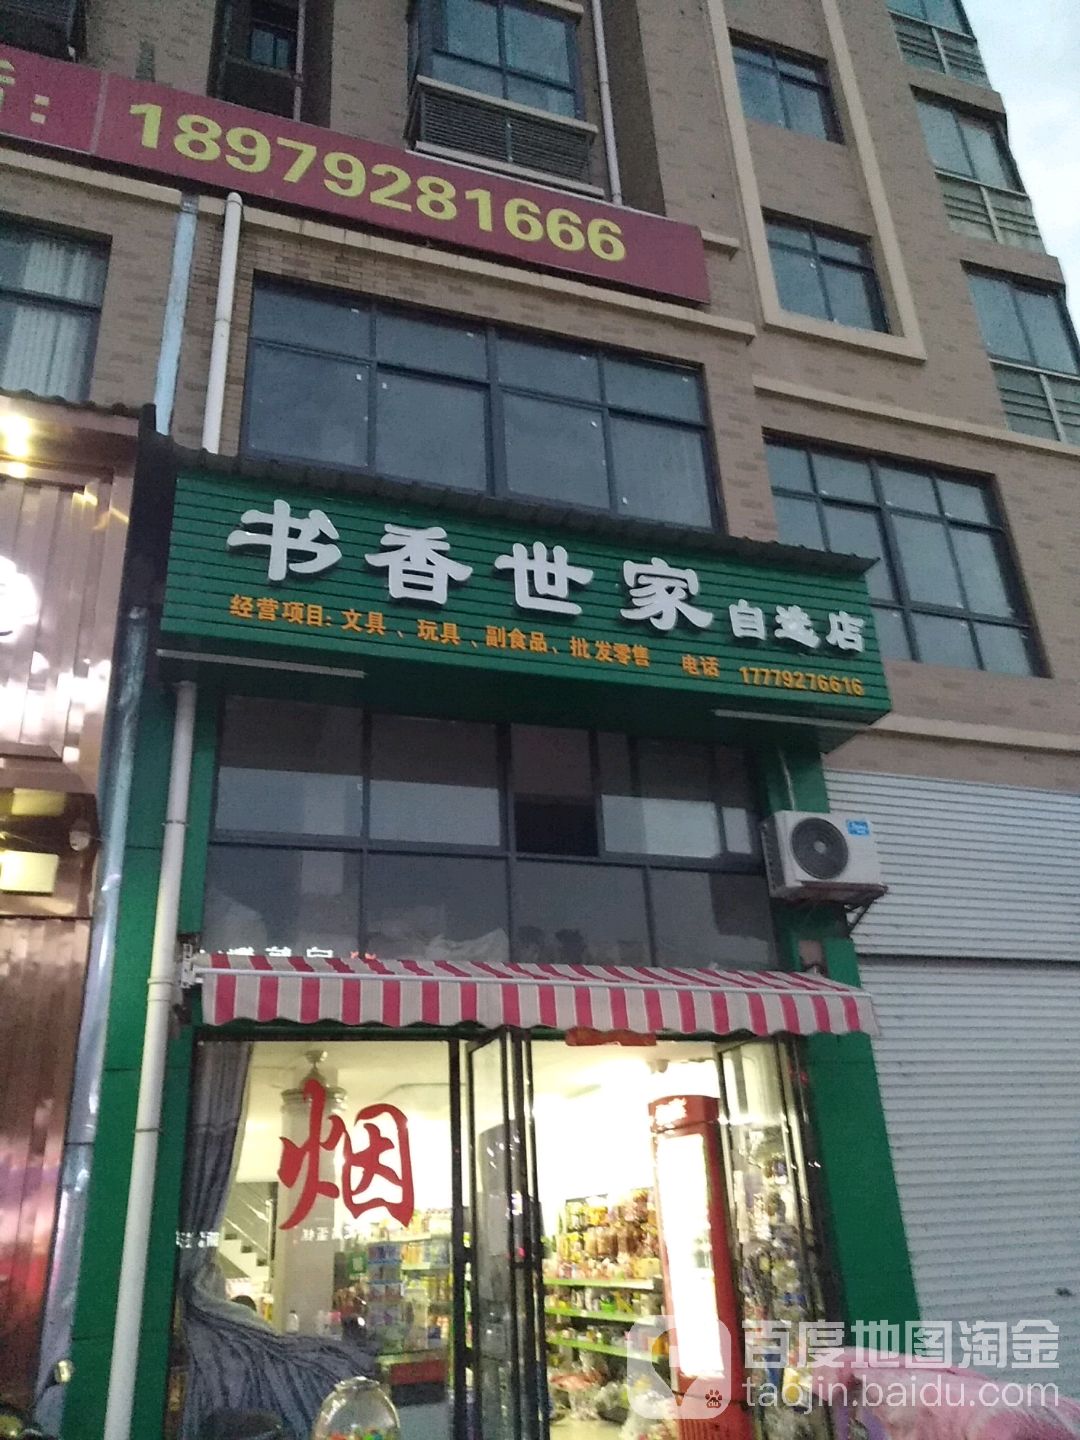 18979281666
书香世家自选店
经营项目:文具、玩具、副食品、批发零售 电话 17779276616
烟
百度地图淘金
taojin.baidu.com